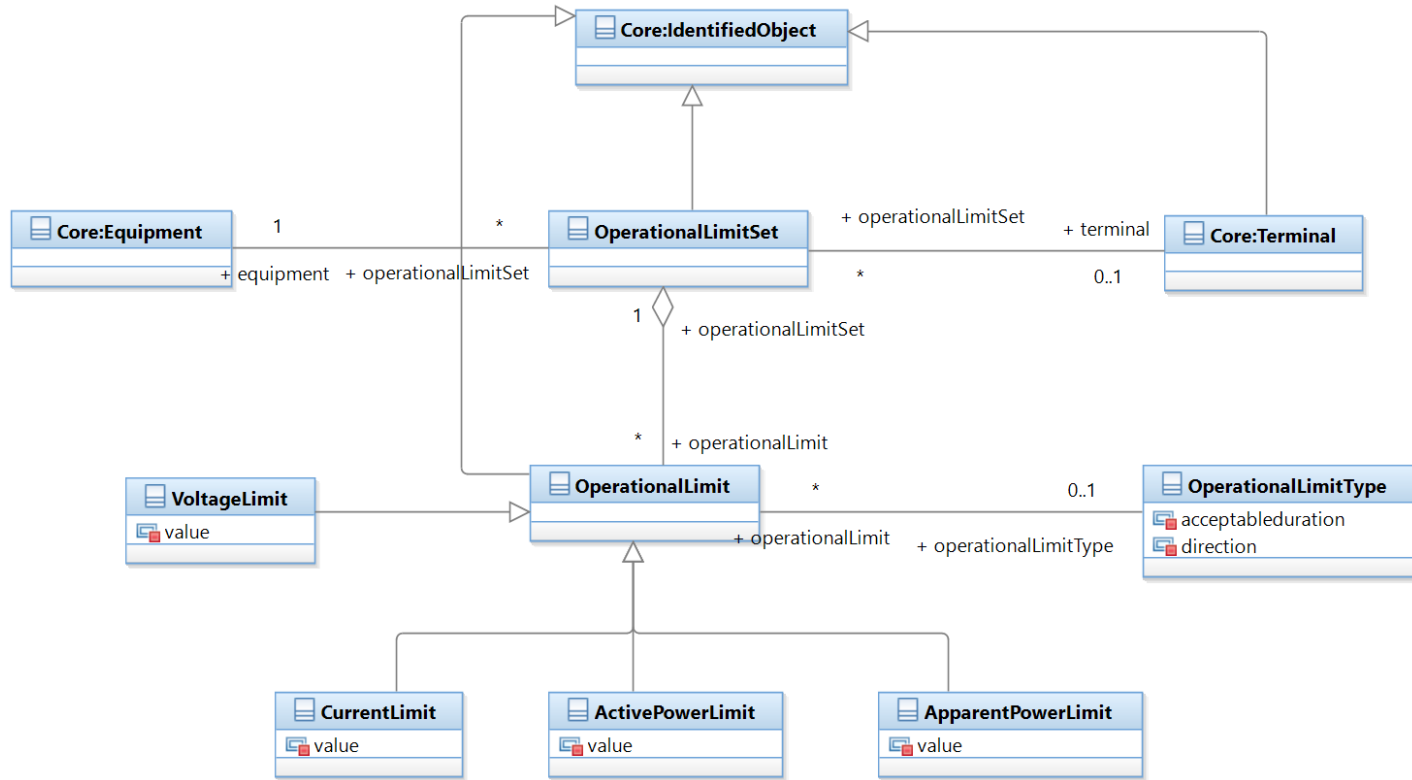 Core:IdentifiedObject
Core:Equipment
1
*
+ equipment
+ operationalLimitSet
OperationalLimitSet
+ operationalLimitSet
+ terminal
*
0..1
Core:Terminal
1
+ operationalLimitSet
*
+ operationalLimit
VoltageLimit
value
OperationalLimit
*
0..1
+ operationalLimit
+ operationalLimitType
OperationalLimitType
acceptableduration
direction
CurrentLimit
value
ActivePowerLimit
value
ApparentPowerLimit
value